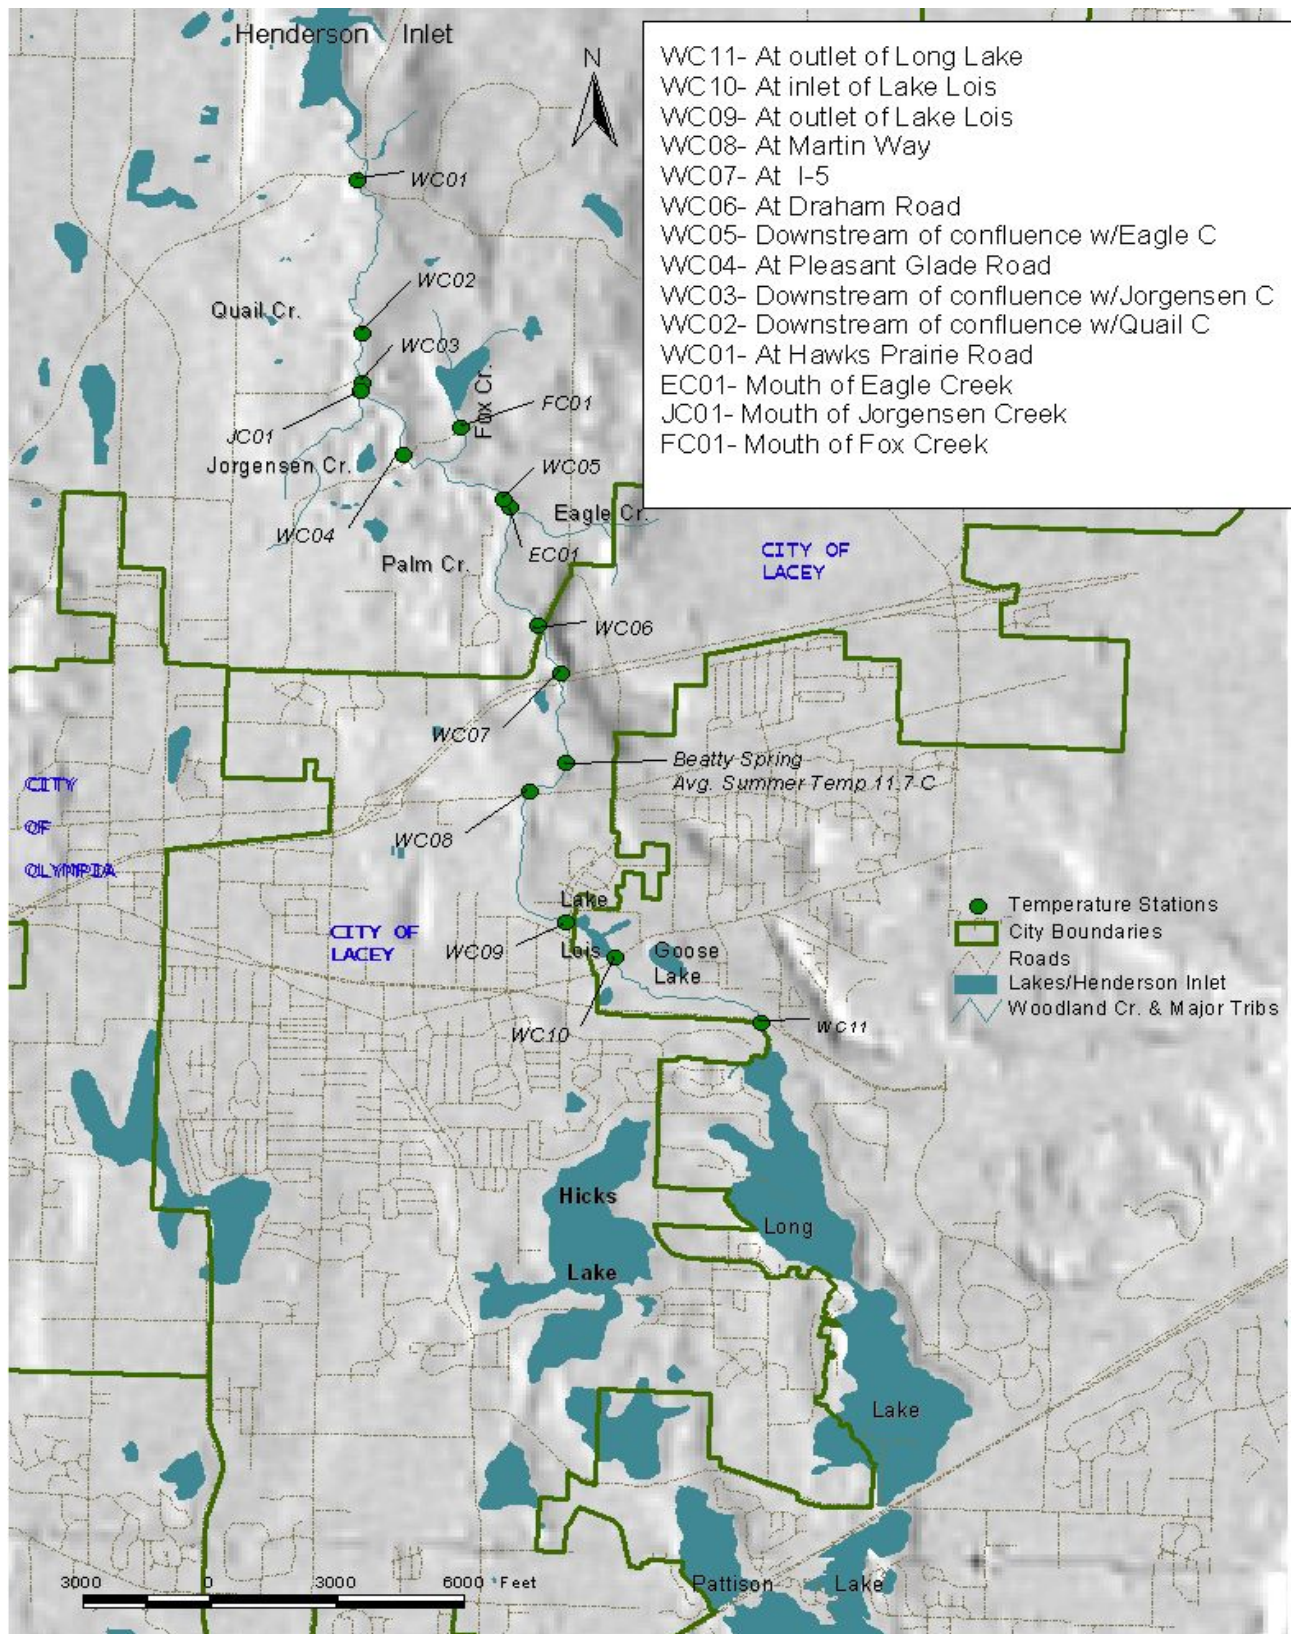 Henderson Inlet
N
WC11- At outlet of Long Lake
WC10- At inlet of Lake Lois
WC09- At outlet of Lake Lois
WC08- At Martin Way
WC07- At I-5
WC06- At Draham Road
WC05- Downstream of confluence w/Eagle C
WC04- At Pleasant Glade Road
WC03- Downstream of confluence w/Jorgensen C
WC02- Downstream of confluence w/Quail C
WC01- At Hawks Prairie Road
EC01- Mouth of Eagle Creek
JC01- Mouth of Jorgensen Creek
FC01- Mouth of Fox Creek
WC01
WC02
Quail Cr.
WC03
Fox Cr.
FC01
JC01
Jorgensen Cr.
WC05
Eagle Cr.
WC04
EC01
Palm Cr.
CITY OF
LACEY
WC06
WC07
Beatty Spring
Avg. Summer Temp 11.7 C
CITY
OF
OLYMPIA
WC08
Lake
Lois
CITY OF
LACEY
WC09
Goose
Lake
WC10
WC11
Temperature Stations
City Boundaries
Roads
Lakes/Henderson Inlet
Woodland Cr. & Major Tribs
Hicks
Lake
Long
Lake
Pattison Lake
3000 0 3000 6000 Feet